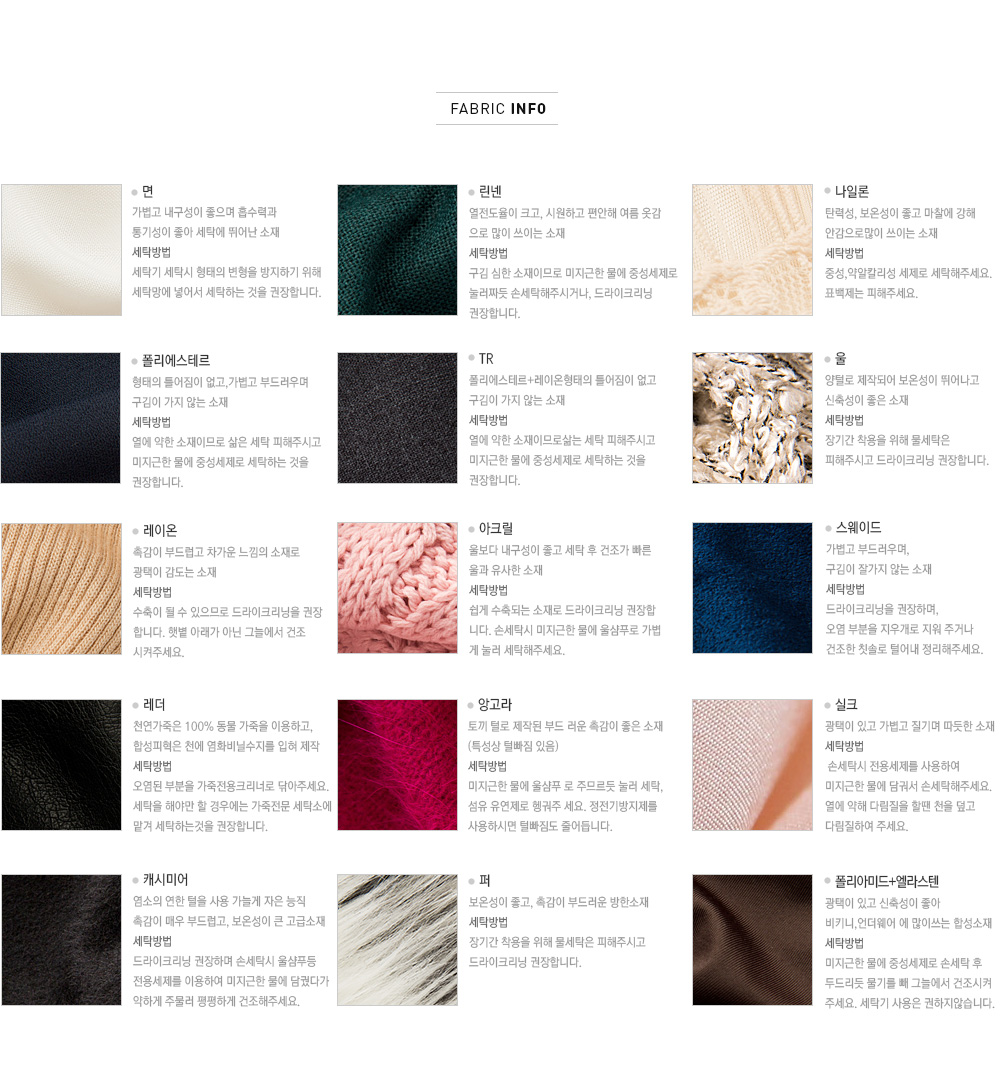 FABRIC INFO
면
가볍고 내구성이 좋으며 흡수력과
통기성이 좋아 세탁에 뛰어난 소재
세탁방법
세탁기 세탁시 형태의 변형을 방지하기 위해
세탁망에 넣어서 세탁하는 것을 권장합니다.
린넨
열전도율이 크고, 시원하고 편안해 여름 옷감
으로 많이 쓰이는 소재
세탁방법
구김 심한 소재이므로 미지근한 물에 중성세제로
눌러짜듯 손세탁해주시거나, 드라이크리닝
권장합니다.
나일론
탄력성, 보온성이 좋고 마찰에 강해
안감으로많이 쓰이는 소재
세탁방법
중성,약알칼리성 세제로 세탁해주세요.
표백제는 피해주세요.
폴리에스테르
형태의 틀어짐이 없고,가볍고 부드러우며
구김이 가지 않는 소재
세탁방법
열에 약한 소재이므로 삶은 세탁 피해주시고
미지근한 물에 중성세제로 세탁하는 것을
권장합니다.
TR
폴리에스테르+레이온형태의 틀어짐이 없고
구김이 가지 않는 소재
세탁방법
열에 약한 소재이므로삶는 세탁 피해주시고
미지근한 물에 중성세제로 세탁하는 것을
권장합니다.
울
양털로 제작되어 보온성이 뛰어나고
신축성이 좋은 소재
세탁방법
장기간 착용을 위해 물세탁은
피해주시고 드라이크리닝 권장합니다.
레이온
촉감이 부드럽고 차가운 느낌의 소재로
광택이 감도는 소재
세탁방법
수축이 될 수 있으므로 드라이크리닝을 권장
합니다. 햇볕 아래가 아닌 그늘에서 건조
시켜주세요.
아크릴
울보다 내구성이 좋고 세탁 후 건조가 빠른
울과 유사한 소재
세탁방법
쉽게 수축되는 소재로 드라이크리닝 권장합
니다. 손세탁시 미지근한 물에 울샴푸로 가볍
게 눌러 세탁해주세요.
스웨이드
가볍고 부드러우며,
구김이 잘가지 않는 소재
세탁방법
드라이크리닝을 권장하며,
오염 부분을 지우개로 지워 주거나
건조한 칫솔로 털어내 정리해주세요.
레더
천연가죽은 100% 동물 가죽을 이용하고,
합성피혁은 천에 염화비닐수지를 입혀 제작
세탁방법
오염된 부분을 가죽전용크리너로 닦아주세요.
세탁을 해야만 할 경우에는 가죽전문 세탁소에
맡겨 세탁하는것을 권장합니다.
앙고라
토끼 털로 제작된 부드 러운 촉감이 좋은 소재
(특성상 털빠짐 있음)
세탁방법
미지근한 물에 울샴푸 로 주므르듯 눌러 세탁,
섬유 유연제로 헹궈주 세요. 정전기방지제를
사용하시면 털빠짐도 줄어듭니다.
실크
광택이 있고 가볍고 질기며 따듯한 소재
세탁방법
손세탁시 전용세제를 사용하여
미지근한 물에 담궈서 손세탁해주세요.
열에 약해 다림질을 할땐 천을 덮고
다림질하여 주세요.
캐시미어
염소의 연한 털을 사용 가늘게 자은 능직
촉감이 매우 부드럽고, 보온성이 큰 고급소재
세탁방법
드라이크리닝 권장하며 손세탁시 울샴푸등
전용세제를 이용하여 미지근한 물에 담궜다가
약하게 주물러 평평하게 건조해주세요.
퍼
보온성이 좋고, 촉감이 부드러운 방한소재
세탁방법
장기간 착용을 위해 물세탁은 피해주시고
드라이크리닝 권장합니다.
폴리아미드+엘라스텐
광택이 있고 신축성이 좋아
비키니,언더웨어 에 많이쓰는 합성소재
세탁방법
미지근한 물에 중성세제로 손세탁 후
두드리듯 물기를 빼 그늘에서 건조시켜
주세요. 세탁기 사용은 권하지않습니다.